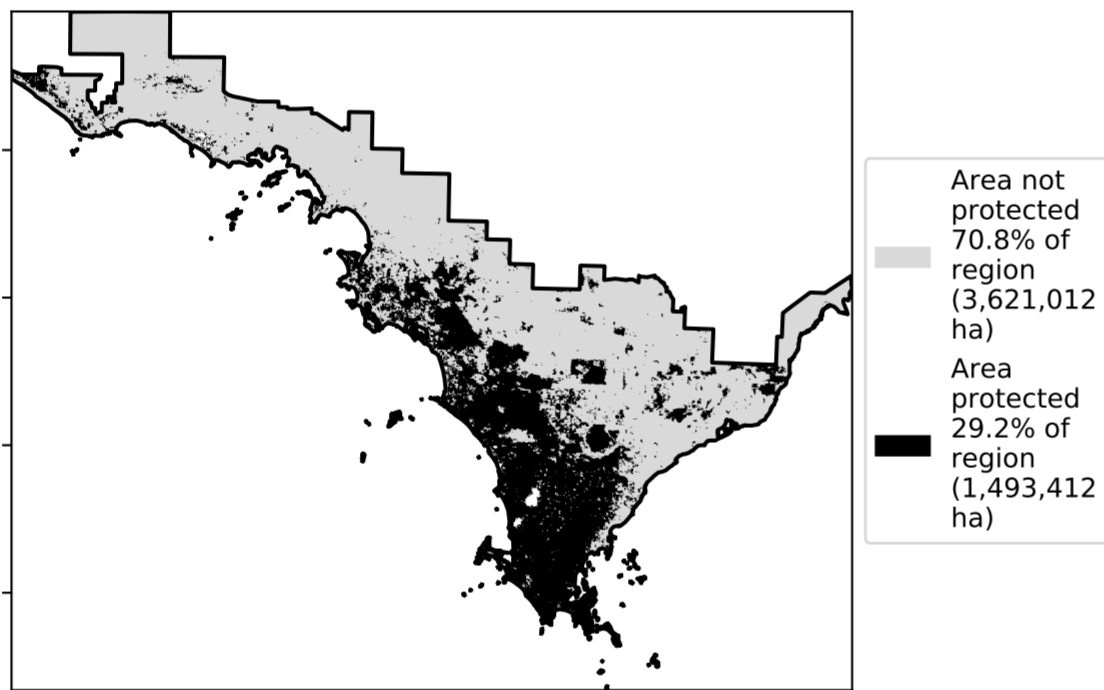 Area not
protected
70.8% of
region
(3,621,012
ha)
Area
protected
29.2% of
region
(1,493,412
ha)